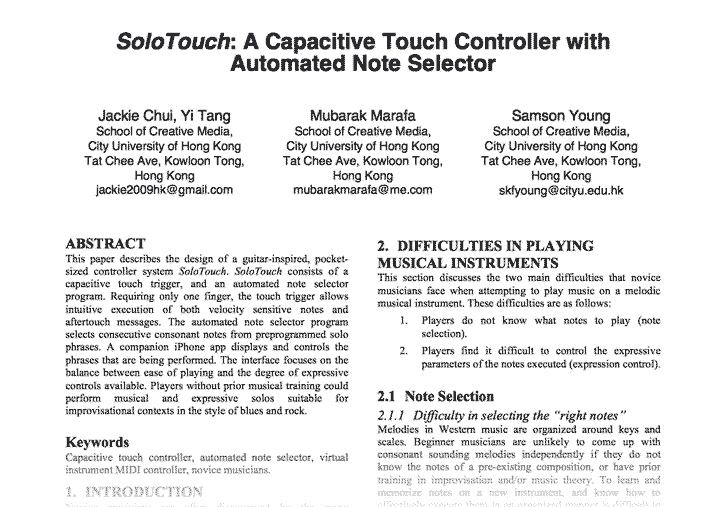 SoloTouch: A Capacitive Touch Controller with
Automated Note Selector
Jackie Chui, Yi Tang
School of Creative Media,
City University of Hong Kong
Tat Chee Ave, Kowloon Tong,
Hong Kong
jackie2009hk@gmail.com
Mubarak Marafa
School of Creative Media,
City University of Hong Kong
Tat Chee Ave, Kowloon Tong,
Hong Kong
mubarakmarafa@me.com
Samson Young
School of Creative Media,
City University of Hong Kong
Tat Chee Ave, Kowloon Tong,
Hong Kong
skfyoung@cityu.edu.hk
ABSTRACT
This paper describes the design of a guitar-inspired, pocket-
sized controller system SoloTouch. SoloTouch consists of a
capacitive touch trigger, and an automated note selector
program. Requiring only one finger, the touch trigger allows
intuitive execution of both velocity sensitive notes and
aftertouch messages. The automated note selector program
selects consecutive consonant notes from preprogrammed solo
phrases. A companion iPhone app displays and controls the
phrases that are being performed. The interface focuses on the
balance between ease of playing and the degree of expressive
controls available. Players without prior musical training could
perform musical and expressive solos suitable for
improvisational contexts in the style of blues and rock.
Keywords
Capacitive touch controller, automated note selector, virtual
instrument MIDI controller, novice musicians.
1. INTRODUCTION
2. DIFFICULTIES IN PLAYING
MUSICAL INSTRUMENTS
This section discusses the two main difficulties that novice
musicians face when attempting to play music on a melodic
musical instrument. These difficulties are as follows:
1. Players do not know what notes to play (note
selection).
2. Players find it difficult to control the expressive
parameters of the notes executed (expression control).
2.1 Note Selection
2.1.1 Difficulty in selecting the "right notes"
Melodies in Western music are organized around keys and
scales. Beginner musicians are unlikely to come up with
consonant sounding melodies independently if they do not
know the notes of a pre-existing composition, or have prior
training in improvisation and/or music theory. To learn and
memorize notes on a new instrument, and know how to